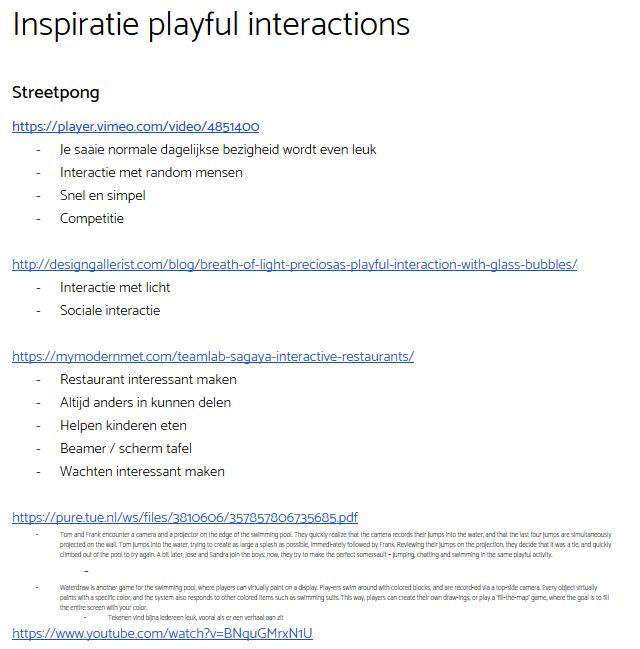 Inspiratie playful interactions
Streetpong
https://player.vimeo.com/video/4851400
- Je saaie normale dagelijkse bezigheid wordt even leuk
- Interactie met random mensen
- Snel en simpel
- Competitie
http://designgallerist.com/blog/breath-of-light-preciosas-playful-interaction-with-glass-bubbles/
- Interactie met licht
- Sociale interactie
https://mymodernmet.com/teamlab-sagaya-interactive-restaurants/
- Restaurant interessant maken
- Altijd anders in kunnen delen
- Helpen kinderen eten
- Beamer / scherm tafel
- Wachten interessant maken
https://pure.tue.nl/ws/files/3810606/357857806735685.pdf
- Tom and Frank encounter a camera and a projector on the edge of the swimming pool. They quickly realize that the camera records their jumps into the water, and that the last four jumps are simultaneously
projected on the wall. Tom jumps into the water, trying to create as large a splash as possible, immedi-ately followed by Frank. Reviewing their jumps on the projection, they decide that it was a tie, and quickly
climbed out of the pool to try again. A bit later, Jose and Sandra join the boys: now, they try to make the perfect somersault – jumping, chatting and swimming in the same playful activity.
–
- Waterdraw is another game for the swimming pool, where players can virtually paint on a display. Play-ers swim around with colored blocks, and are record-ed via a top-side camera. Every object virtually
paints with a specific color, and the system also responds to other colored items such as swimming suits. This way, players can create their own draw-ings, or play a 'fill-the-map' game, where the goal is to fill
the entire screen with your color.
- Tekenen vind bijna iedereen leuk, vooral als er een verhaal aan zit
https://www.youtube.com/watch?v=BNquGMrxN1U